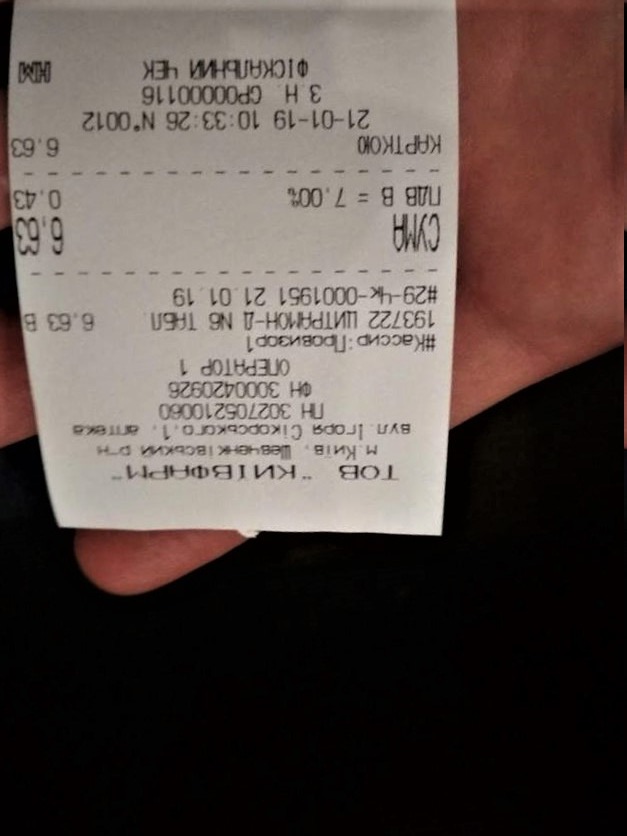 ТОВ "КИЇВФАРМ"
м.Київ, Шевченківський р-н
вул.Ігоря Сікорського,1, аптека
ПН 302705210060
ФН 3000420926
ОПЕРАТОР 1
#Кассир:Провизор1
193722 ЦИТРАМОН-Д N6 ТАБЛ. 6.63 В
#29-Чк-0001951 21.01.19
СУМА 6,63
ПДВ В = 7.00% 0.43
КАРТКОЮ 6.63
21-01-19 10:33:26 N°0012
З.Н. СР00000116
ФІСКАЛЬНИЙ ЧЕК